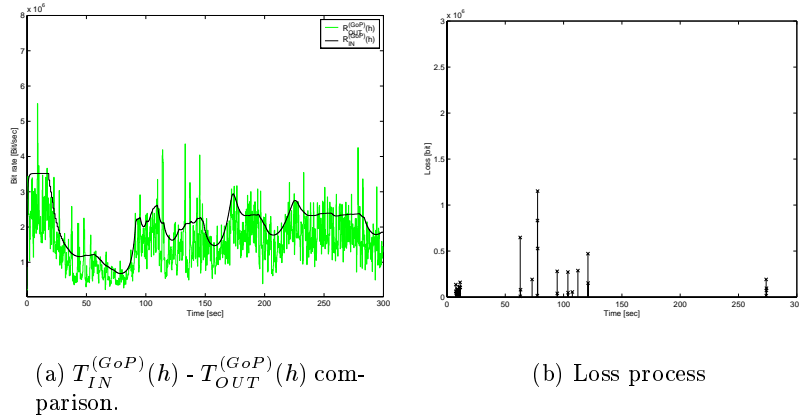 x 10^6
8
7
6
5
4
3
2
1
0 50 100 150 200 250 300
Time [sec]
Bit rate [Bit/sec]
R_OUT^(GoP)(h)
R_IN^(GoP)(h)
x 10^6
3
2.5
2
1.5
1
0.5
0
0 50 100 150 200 250 300
Time [sec]
Loss [bit]
(a) T_IN^(GoP)(h) - T_OUT^(GoP)(h) com-
parison.
(b) Loss process